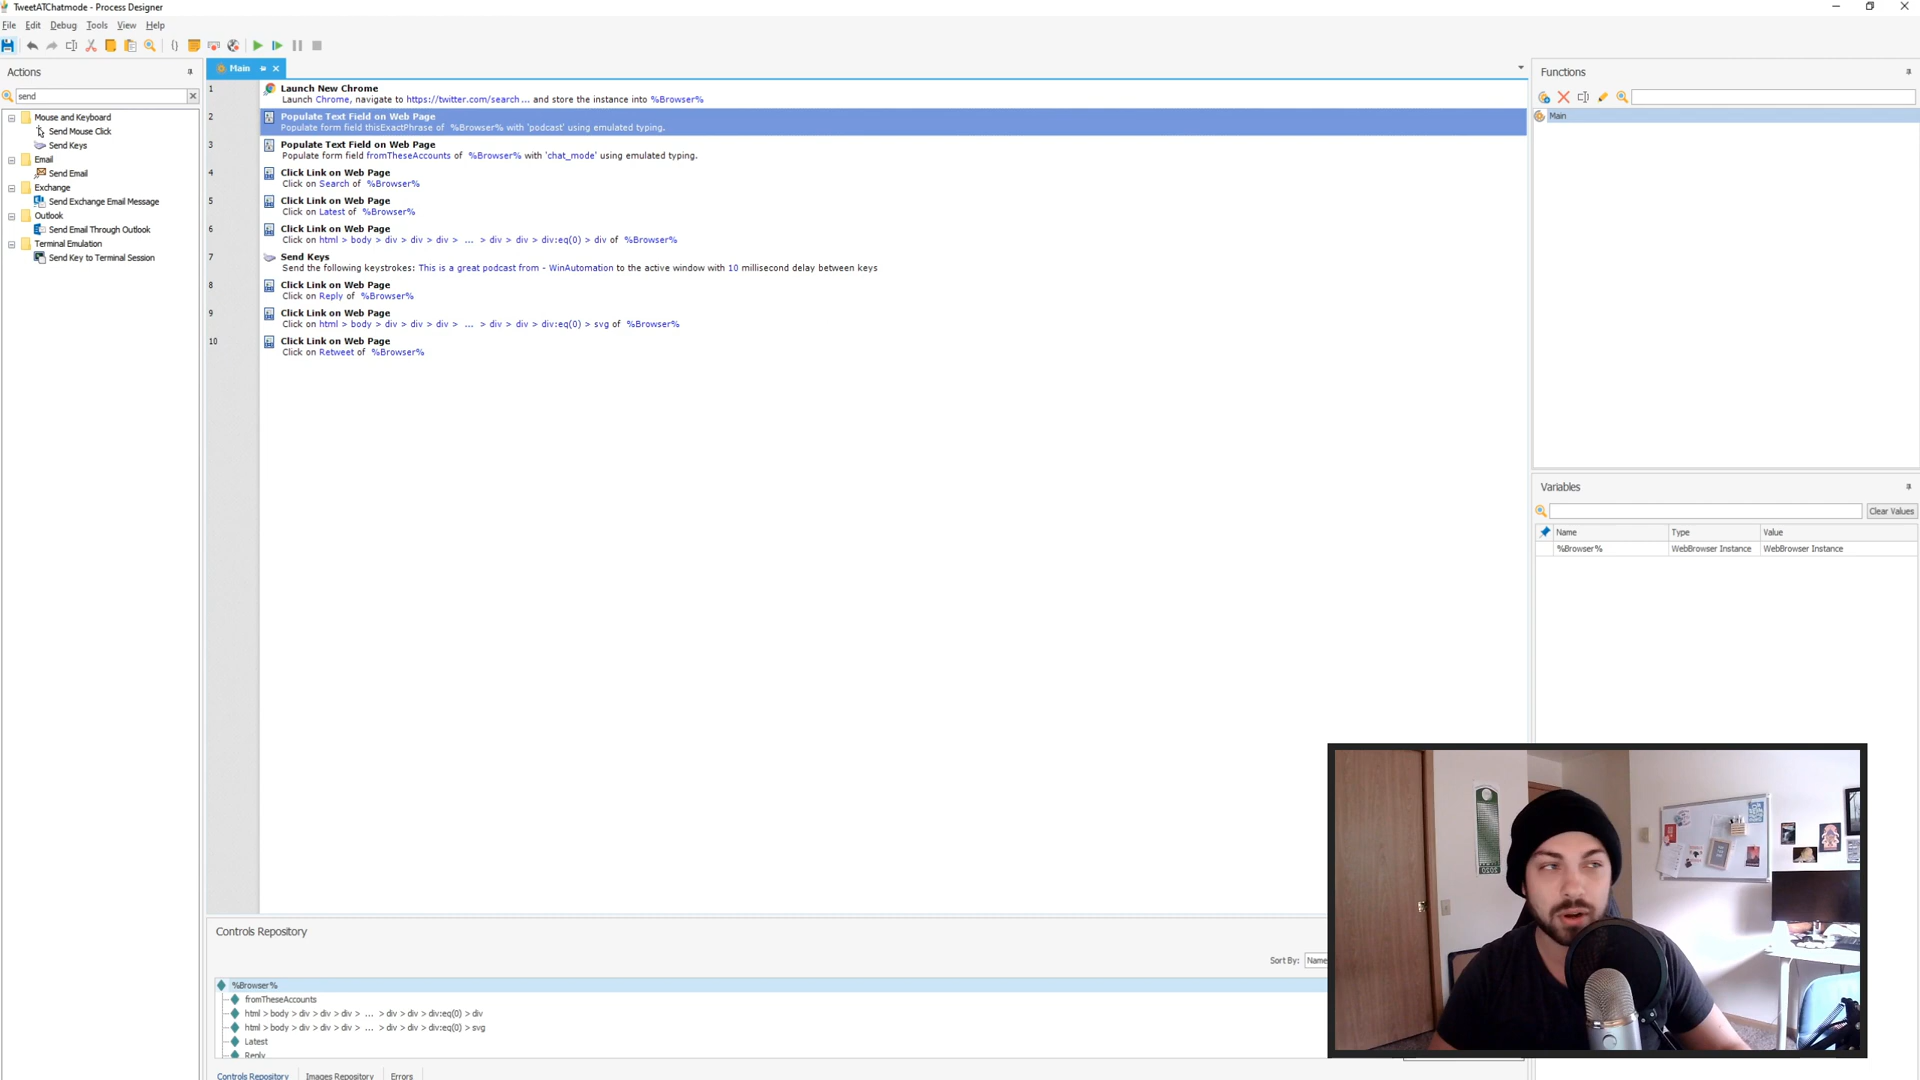 TweetATChatmode - Process Designer
File Edit Debug Tools View Help
Actions
send
Mouse and Keyboard
Send Mouse Click
Send Keys
Email
Send Email
Exchange
Send Exchange Email Message
Outlook
Send Email Through Outlook
Terminal Emulation
Send Key to Terminal Session
Main
1 Launch New Chrome
Launch Chrome, navigate to https://twitter.com/search... and store the instance into %Browser%
2 Populate Text Field on Web Page
Populate form field thisExactPhrase of %Browser% with 'podcast' using emulated typing.
3 Populate Text Field on Web Page
Populate form field fromTheseAccounts of %Browser% with 'chat_mode' using emulated typing.
4 Click Link on Web Page
Click on Search of %Browser%
5 Click Link on Web Page
Click on Latest of %Browser%
6 Click Link on Web Page
Click on html > body > div > div > div > ... > div > div > div:eq(0) > div of %Browser%
7 Send Keys
Send the following keystrokes: This is a great podcast from - WinAutomation to the active window with 10 millisecond delay between keys
8 Click Link on Web Page
Click on Reply of %Browser%
9 Click Link on Web Page
Click on html > body > div > div > div > ... > div > div > div:eq(0) > svg of %Browser%
10 Click Link on Web Page
Click on Retweet of %Browser%
Functions
Main
Variables
Clear Values
Name Type Value
%Browser% WebBrowser Instance WebBrowser Instance
Controls Repository
Sort By: Name
%Browser%
fromTheseAccounts
html > body > div > div > div > ... > div > div > div:eq(0) > div
html > body > div > div > div > ... > div > div > div:eq(0) > svg
Latest
Reply
Controls Repository Images Repository Errors